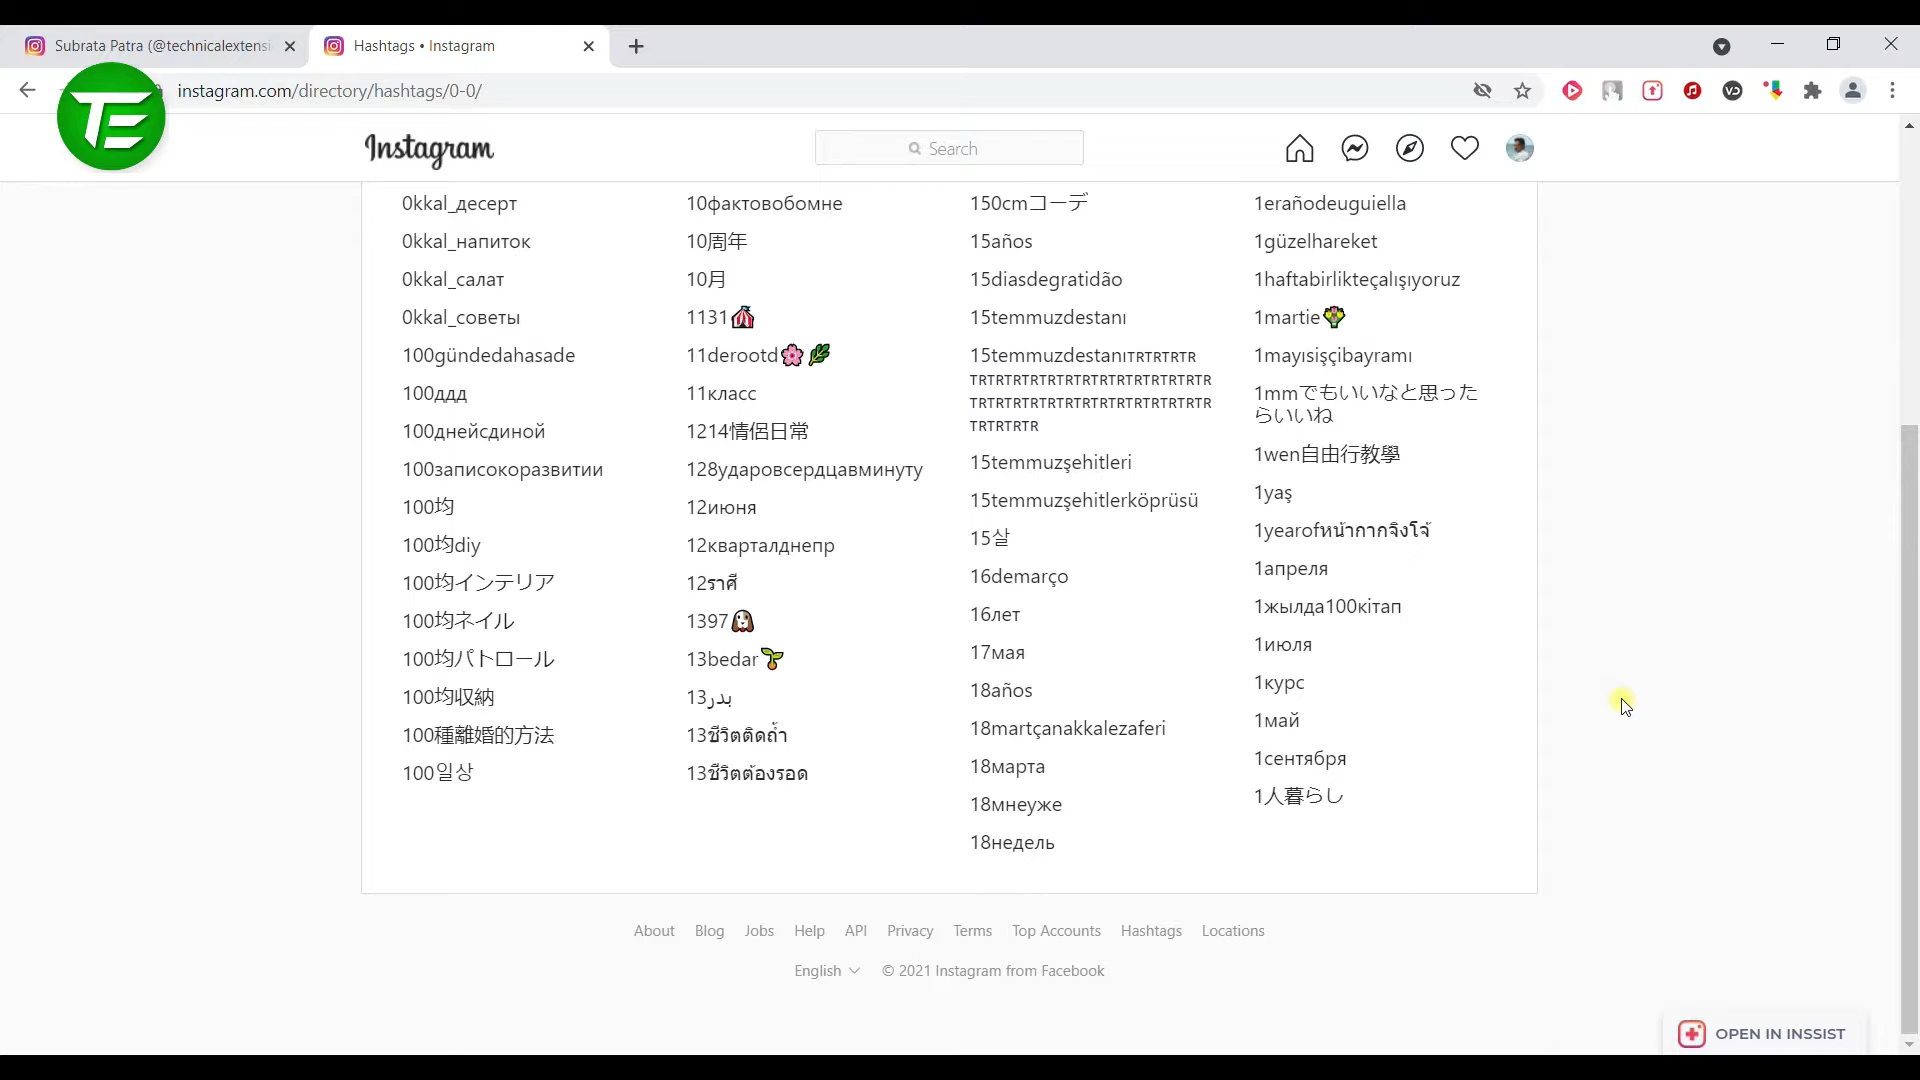 Subrata Patra (@technicalextensi
Hashtags • Instagram
instagram.com/directory/hashtags/0-0/
TE
Instagram
Search
0kkal_десерт
0kkal_напиток
0kkal_салат
0kkal_советы
100gündedahasade
100ддд
100днейсдиной
100записокоразвитии
100均
100均diy
100均インテリア
100均ネイル
100均パトロール
100均収納
100種離婚的方法
100일상
10фактовобомне
10周年
10月
1131🎪
11derootd🌸🌿
11класс
1214情侶日常
128ударовсердцавминуту
12июня
12кварталднепр
12ราศี
1397🐶
13bedar🌱
13بدر
13ชีวิตติดถ้ำ
13ชีวิตต้องรอด
150cmコーデ
15años
15diasdegratidão
15temmuzdestanı
15temmuzdestanıTRTRTRTR
TRTRTRTRTRTRTRTRTRTRTRTR
TRTRTRTRTRTRTRTRTRTRTRTR
TRTRTRTR
15temmuzşehitleri
15temmuzşehitlerköprüsü
15살
16demarço
16лет
17мая
18años
18martçanakkalezaferi
18марта
18мнеуже
18недель
1erañodeuguiella
1güzelhareket
1haftabirlikteçalışıyoruz
1martie💐
1mayısişçibayramı
1mmでもいいなと思った
らいいね
1wen自由行教學
1yaş
1yearofหน้ากากจิงโจ้
1апреля
1жылда100кітап
1июля
1курс
1май
1сентября
1人暮らし
About Blog Jobs Help API Privacy Terms Top Accounts Hashtags Locations
English © 2021 Instagram from Facebook
OPEN IN INSSIST